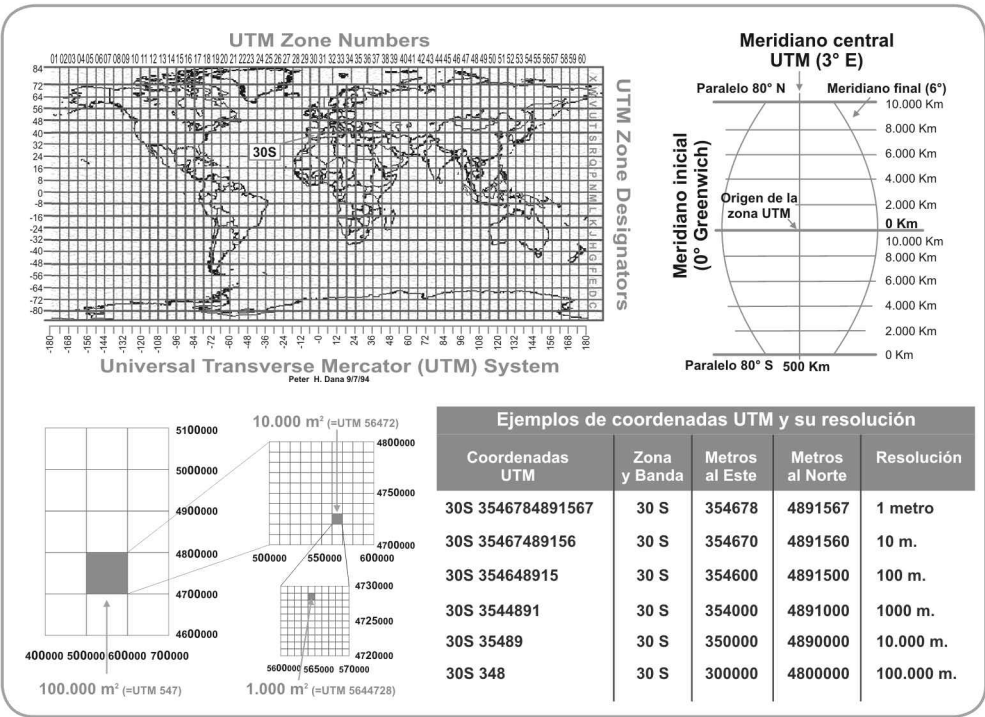 UTM Zone Numbers
01 02 03 04 05 06 07 08 09 10 11 12 13 14 15 16 17 18 19 20 21 22 23 24 25 26 27 28 29 30 31 32 33 34 35 36 37 38 39 40 41 42 43 44 45 46 47 48 49 50 51 52 53 54 55 56 57 58 59 60
84
72
64
56
48
40
32
24
16
8
0
-8
-16
-24
-32
-40
-48
-56
-64
-72
-80
30S
X
W
V
U
T
S
R
Q
P
N
M
L
K
J
H
G
F
E
D
C
UTM Zone Designators
-180 -168 -156 -144 -132 -120 -108 -96 -84 -72 -60 -48 -36 -24 -12 -0 12 24 36 48 60 72 84 96 108 120 132 144 156 168 180
Universal Transverse Mercator (UTM) System
Peter H. Dana 9/7/94
Meridiano central
UTM (3° E)
Paralelo 80° N
Meridiano final (6º)
Meridiano inicial
(0° Greenwich)
10.000 Km
8.000 Km
6.000 Km
4.000 Km
2.000 Km
Origen de la
zona UTM
0 Km
10.000 Km
8.000 Km
6.000 Km
4.000 Km
2.000 Km
0 Km
Paralelo 80° S 500 Km
5100000
5000000
4900000
4800000
4700000
4600000
400000 500000 600000 700000
100.000 m² (=UTM 547)
10.000 m² (=UTM 56472)
4800000
4750000
4700000
500000 550000 600000
4730000
4725000
4720000
560000 565000 570000
1.000 m² (=UTM 5644728)
Ejemplos de coordenadas UTM y su resolución
Coordenadas UTM Zona y Banda Metros al Este Metros al Norte Resolución
30S 3546784891567 30 S 354678 4891567 1 metro
30S 35467489156 30 S 354670 4891560 10 m.
30S 354648915 30 S 354600 4891500 100 m.
30S 3544891 30 S 354000 4891000 1000 m.
30S 35489 30 S 350000 4890000 10.000 m.
30S 348 30 S 300000 4800000 100.000 m.